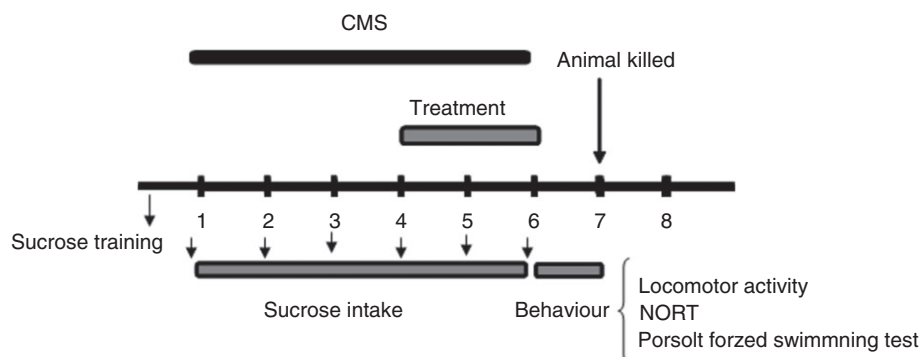 CMS
Animal killed
Treatment
1 2 3 4 5 6 7 8
Sucrose training
Sucrose intake
Behaviour
Locomotor activity
NORT
Porsolt forzed swimmning test